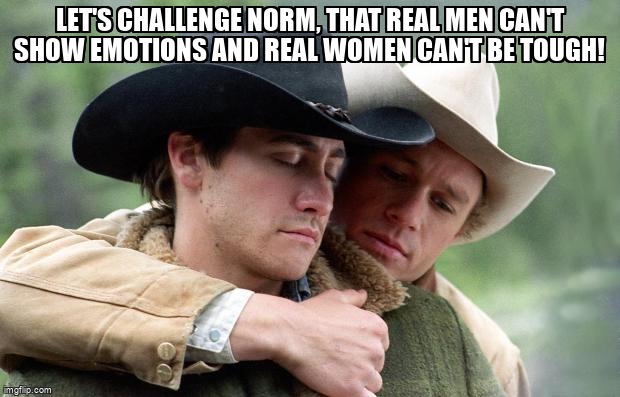 LET'S CHALLENGE NORM, THAT REAL MEN CAN'T
SHOW EMOTIONS AND REAL WOMEN CAN'T BE TOUGH!
imgflip.com